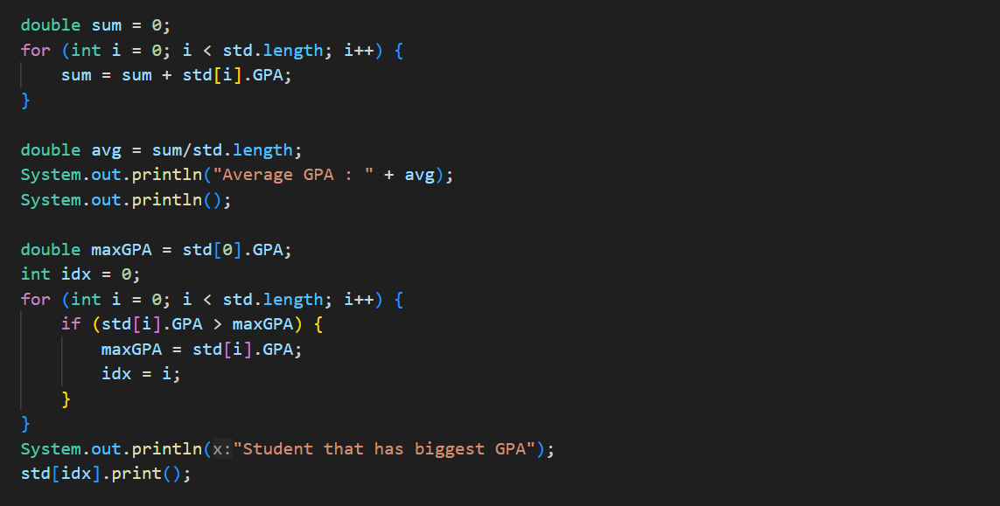 double sum = 0;
for (int i = 0; i < std.length; i++) {
    sum = sum + std[i].GPA;
}

double avg = sum/std.length;
System.out.println("Average GPA : " + avg);
System.out.println();

double maxGPA = std[0].GPA;
int idx = 0;
for (int i = 0; i < std.length; i++) {
    if (std[i].GPA > maxGPA) {
        maxGPA = std[i].GPA;
        idx = i;
    }
}
System.out.println(x:"Student that has biggest GPA");
std[idx].print();